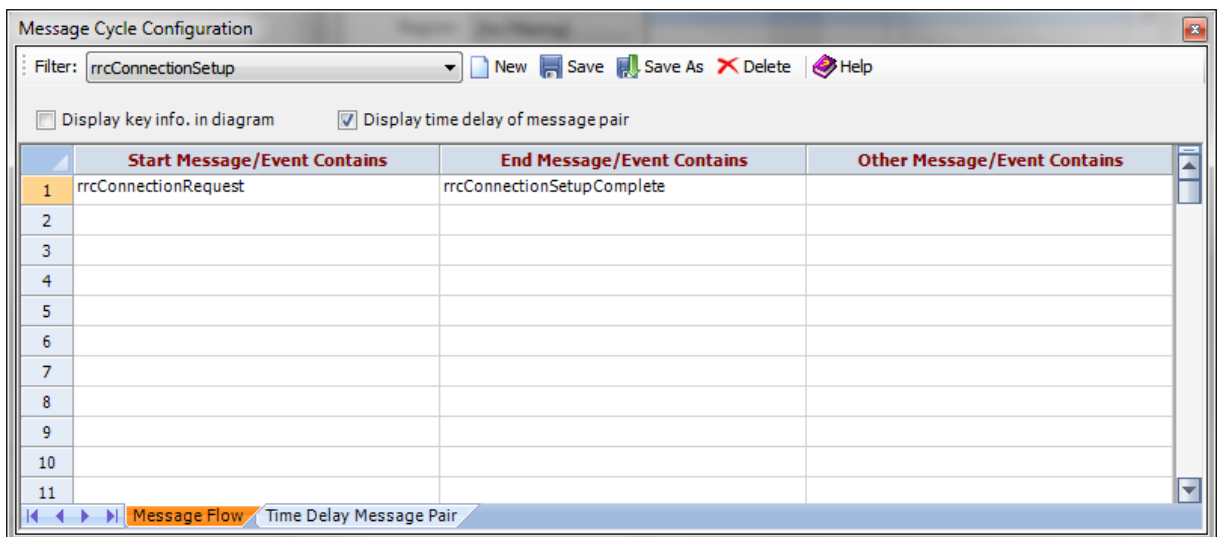 Message Cycle Configuration
Filter: rrcConnectionSetup New Save Save As Delete Help
Display key info. in diagram Display time delay of message pair
Start Message/Event Contains End Message/Event Contains Other Message/Event Contains
1 rrcConnectionRequest rrcConnectionSetupComplete
2
3
4
5
6
7
8
9
10
11
Message Flow Time Delay Message Pair